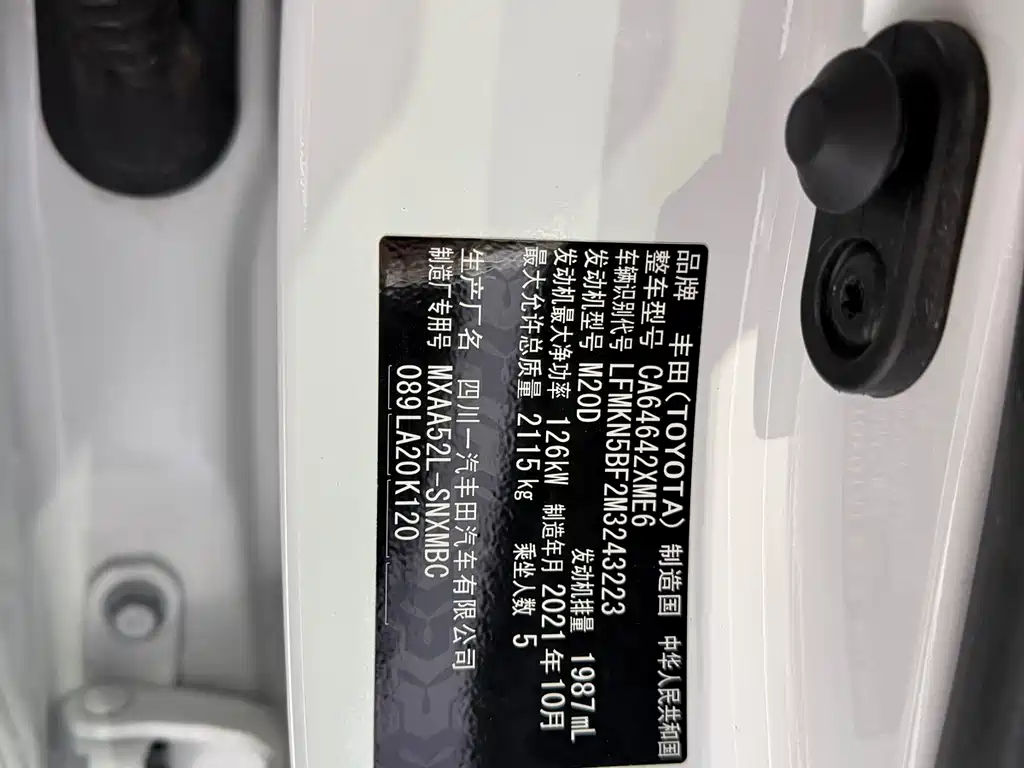 品牌 丰田(TOYOTA) 制造国 中华人民共和国
整车型号 CA64642XME6
车辆识别代号 LFMKN5BF2M3243223
发动机型号 M20D 发动机排量 1987mL
发动机最大净功率 126kW 制造年月 2021年10月
最大允许总质量 2115kg 乘坐人数 5
生产厂名 四川一汽丰田汽车有限公司
制造厂专用号 MXAA52L-SNXMBC
089LA20K120